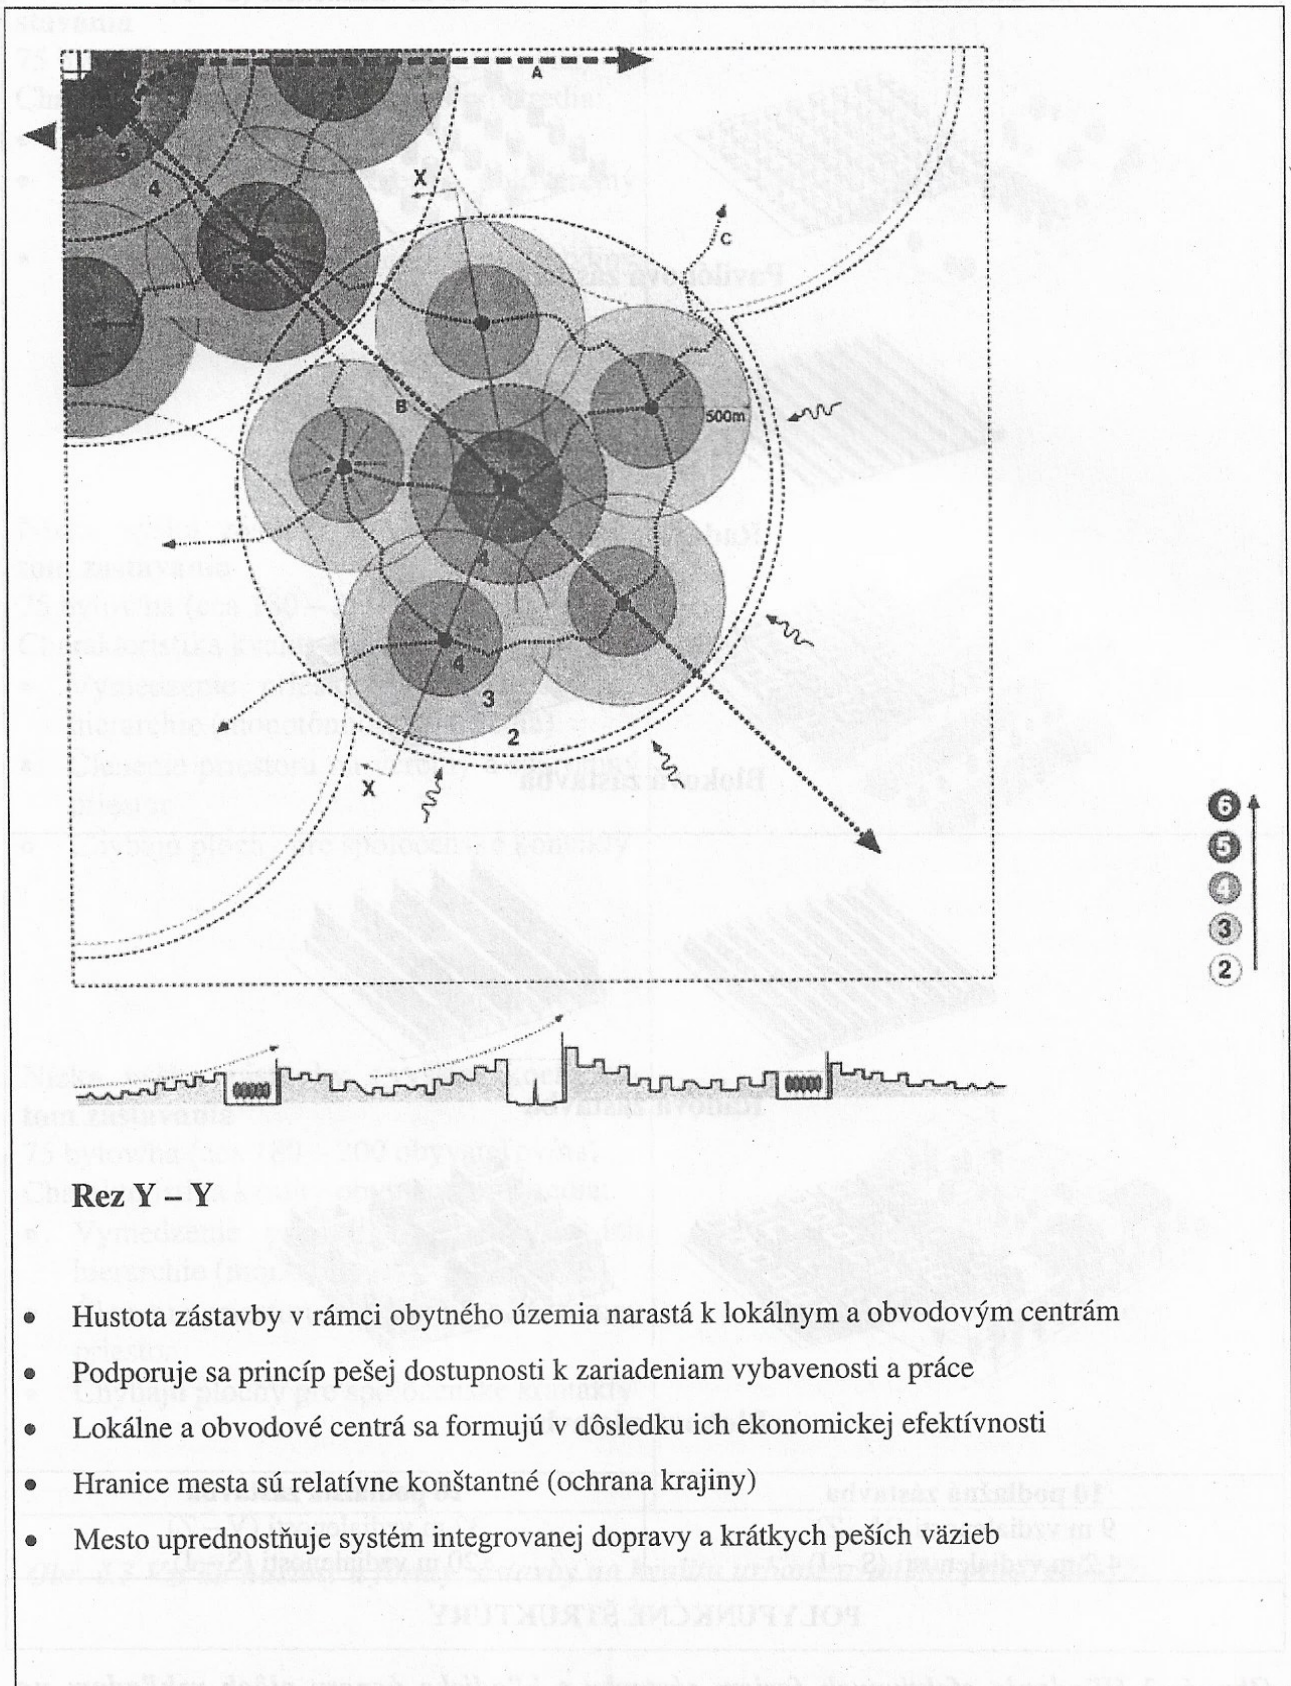 A
5
4
X
C
B
500m
4
4
3
2
X
6
5
4
3
2
Rez Y – Y
• Hustota zástavby v rámci obytného územia narastá k lokálnym a obvodovým centrám
• Podporuje sa princíp pešej dostupnosti k zariadeniam vybavenosti a práce
• Lokálne a obvodové centrá sa formujú v dôsledku ich ekonomickej efektívnosti
• Hranice mesta sú relatívne konštantné (ochrana krajiny)
• Mesto uprednostňuje systém integrovanej dopravy a krátkych peších väzieb